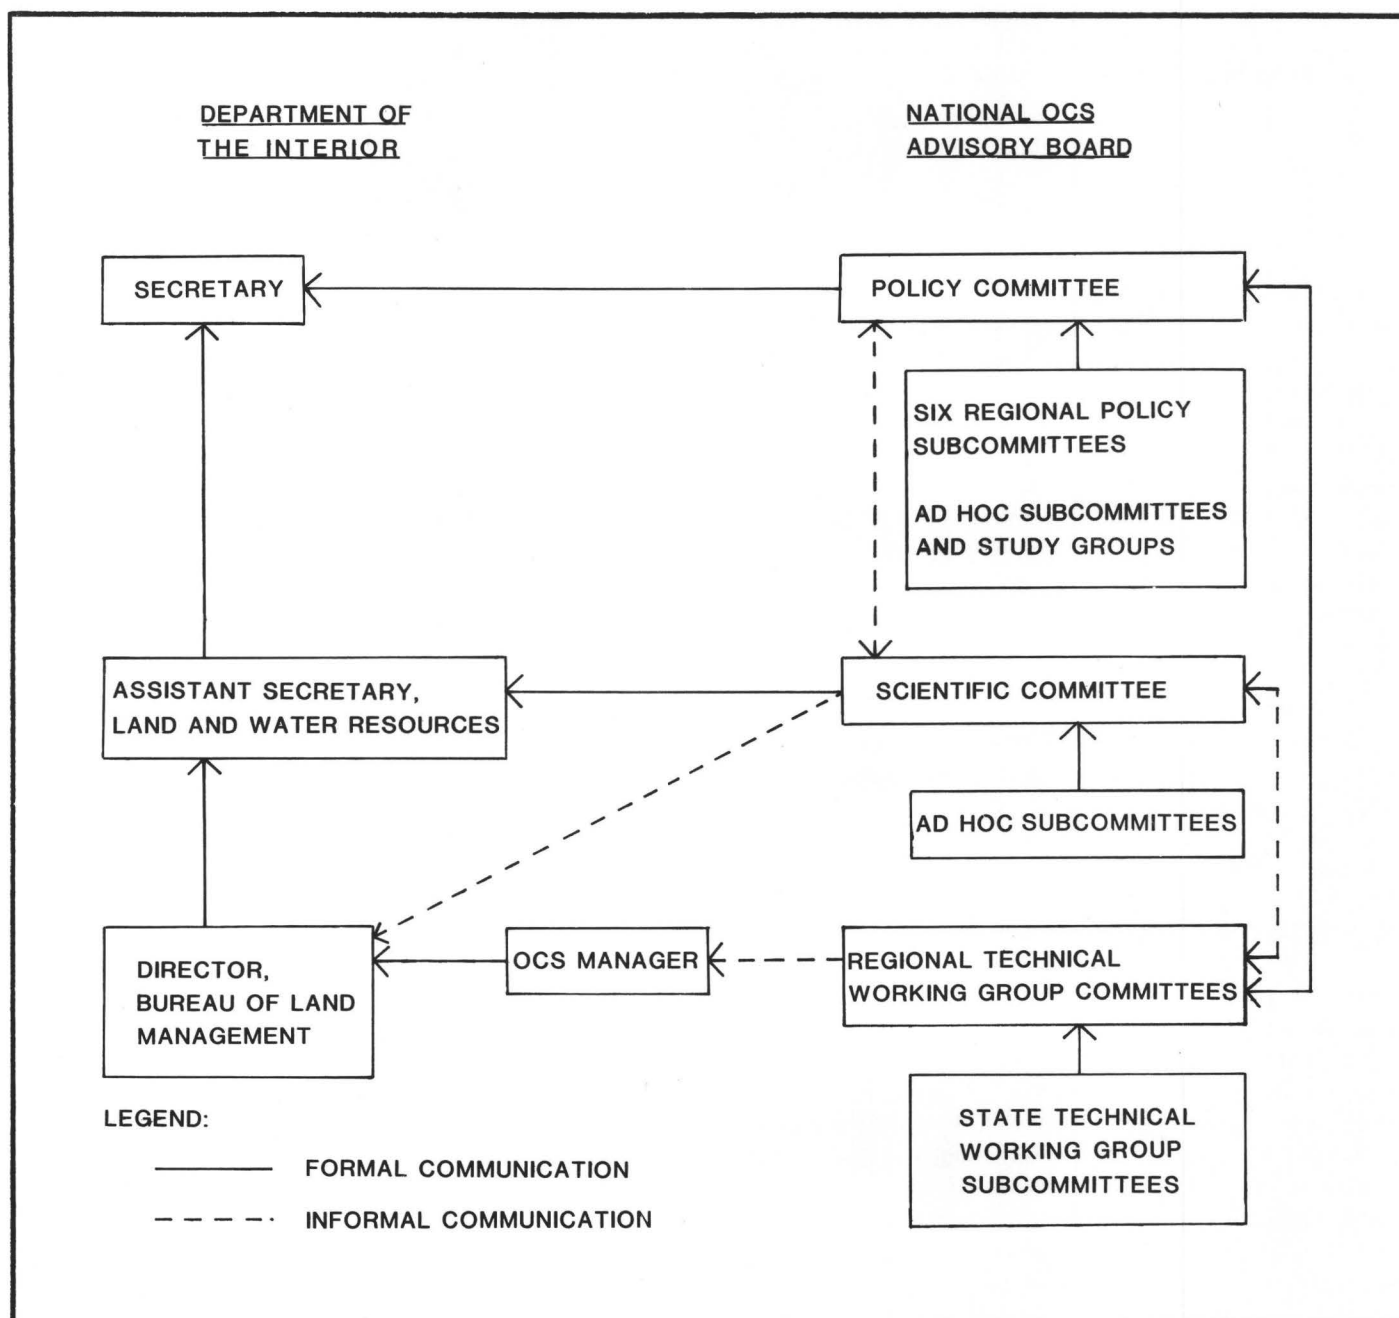 DEPARTMENT OF
THE INTERIOR
NATIONAL OCS
ADVISORY BOARD
SECRETARY
POLICY COMMITTEE
SIX REGIONAL POLICY
SUBCOMMITTEES
AD HOC SUBCOMMITTEES
AND STUDY GROUPS
ASSISTANT SECRETARY,
LAND AND WATER RESOURCES
SCIENTIFIC COMMITTEE
AD HOC SUBCOMMITTEES
DIRECTOR,
BUREAU OF LAND
MANAGEMENT
OCS MANAGER
REGIONAL TECHNICAL
WORKING GROUP COMMITTEES
STATE TECHNICAL
WORKING GROUP
SUBCOMMITTEES
LEGEND:
FORMAL COMMUNICATION
INFORMAL COMMUNICATION